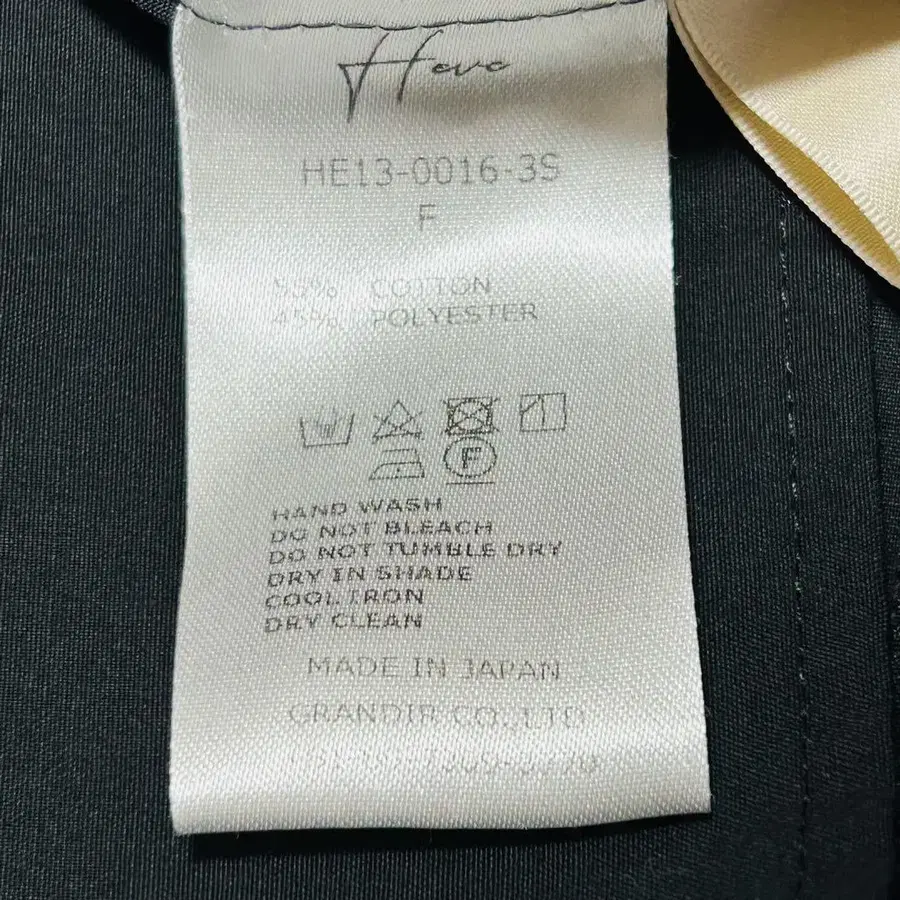 Heve
HE13-0016-3S
F
55% COTTON
45% POLYESTER
F
HAND WASH
DO NOT BLEACH
DO NOT TUMBLE DRY
DRY IN SHADE
COOL IRON
DRY CLEAN
MADE IN JAPAN
GRANDIR CO.,LTD